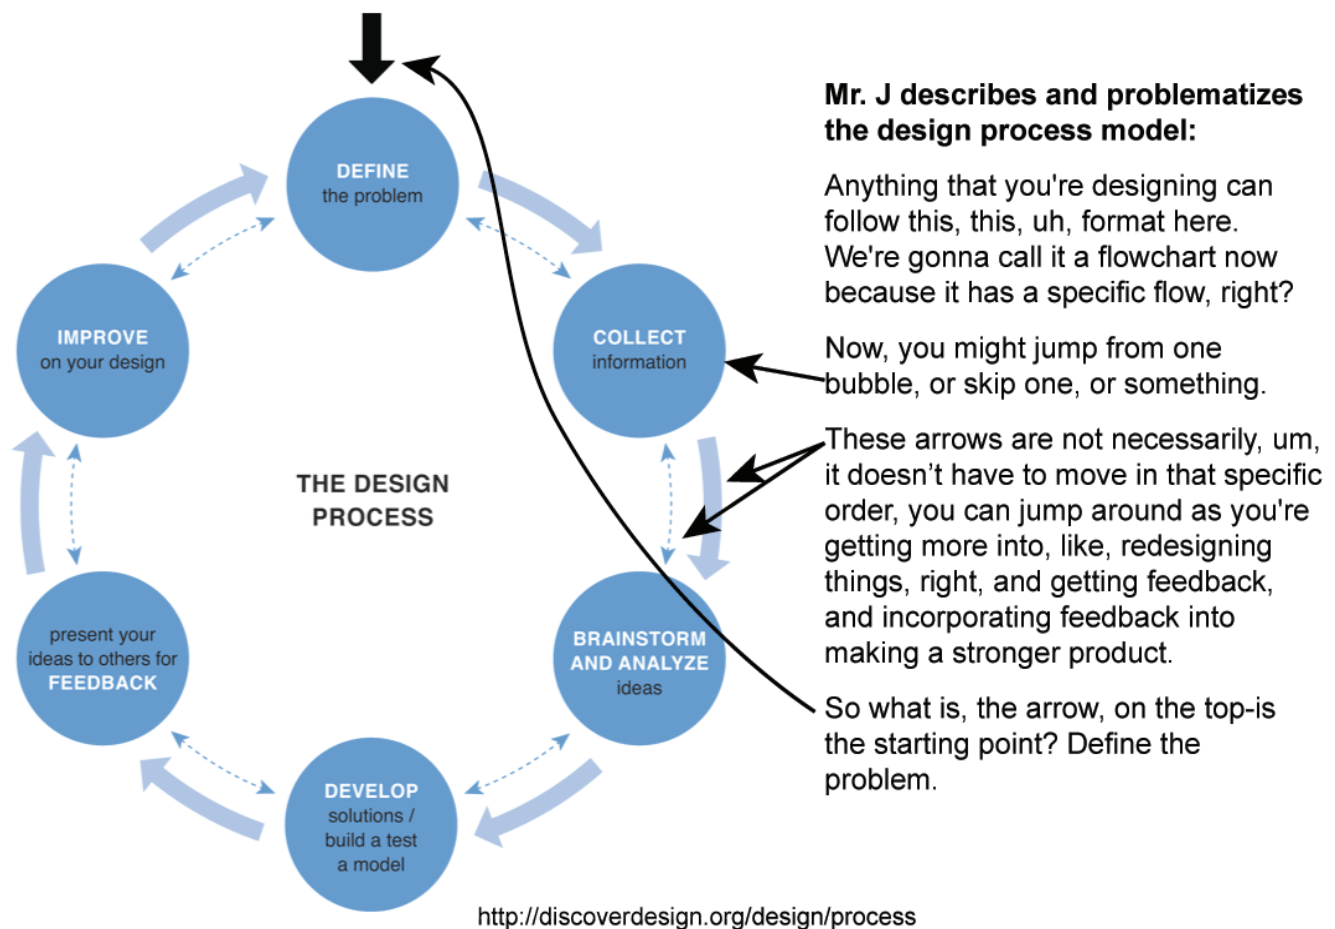 DEFINE
the problem
COLLECT
information
BRAINSTORM
AND ANALYZE
ideas
DEVELOP
solutions /
build a test
a model
present your
ideas to others for
FEEDBACK
IMPROVE
on your design
THE DESIGN
PROCESS
Mr. J describes and problematizes
the design process model:
Anything that you're designing can
follow this, this, uh, format here.
We're gonna call it a flowchart now
because it has a specific flow, right?
Now, you might jump from one
bubble, or skip one, or something.
These arrows are not necessarily, um,
it doesn’t have to move in that specific
order, you can jump around as you're
getting more into, like, redesigning
things, right, and getting feedback,
and incorporating feedback into
making a stronger product.
So what is, the arrow, on the top-is
the starting point? Define the
problem.
http://discoverdesign.org/design/process